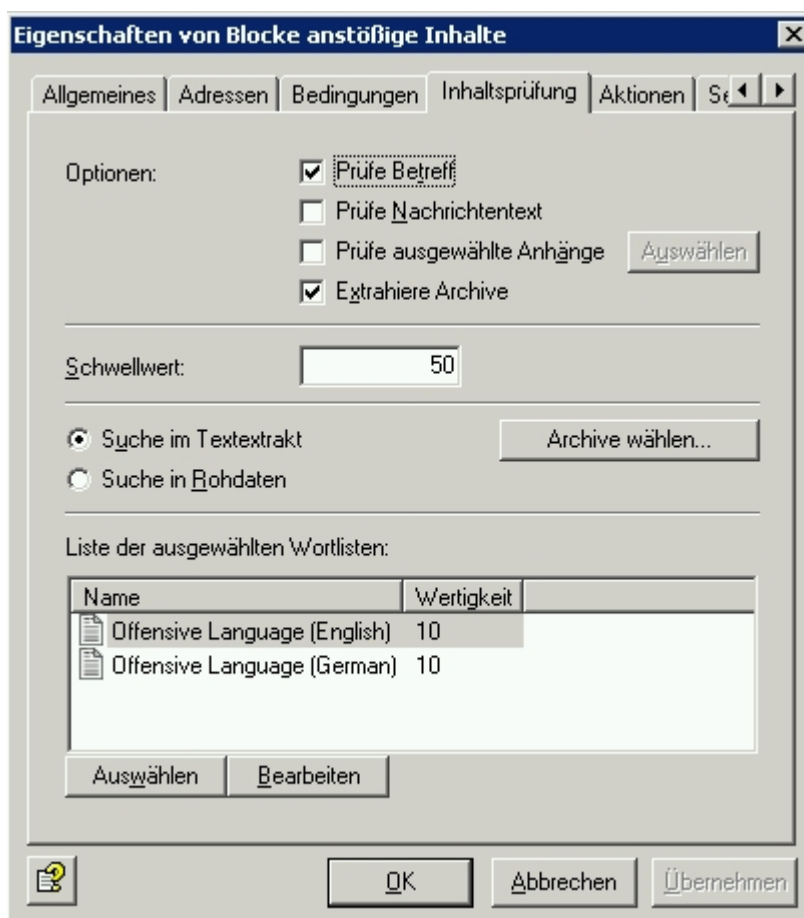 Eigenschaften von Blocke anstößige Inhalte
Allgemeines Adressen Bedingungen Inhaltsprüfung Aktionen Se
Optionen: Prüfe Betreff
Prüfe Nachrichtentext
Prüfe ausgewählte Anhänge Auswählen
Extrahiere Archive
Schwellwert: 50
Suche im Textextrakt Archive wählen...
Suche in Rohdaten
Liste der ausgewählten Wortlisten:
Name Wertigkeit
Offensive Language (English) 10
Offensive Language (German) 10
Auswählen Bearbeiten
OK Abbrechen Übernehmen